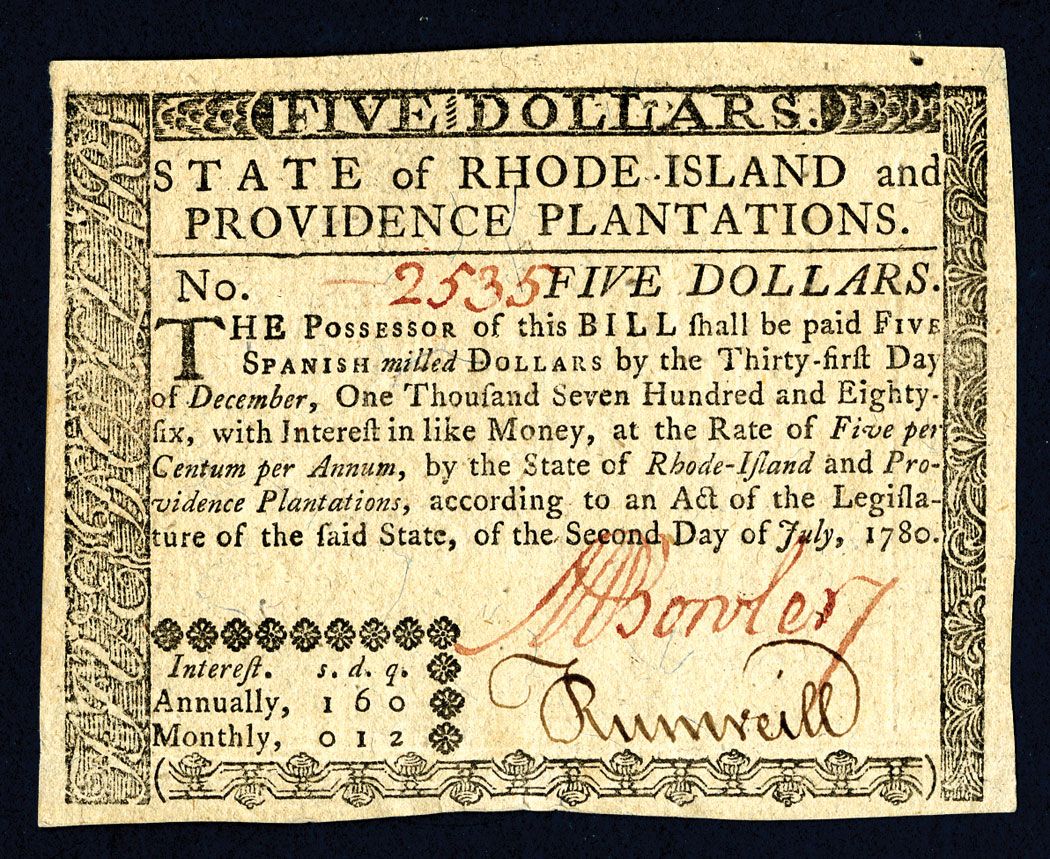 FIVE DOLLARS.
STATE of RHODE-ISLAND and
PROVIDENCE PLANTATIONS.
No. 2535 FIVE DOLLARS.
THE POSSESSOR of this BILL ſhall be paid FIVE
SPANISH milled DOLLARS by the Thirty-firſt Day
of December, One Thouſand Seven Hundred and Eighty-
ſix, with Intereſt in like Money, at the Rate of Five per
Centum per Annum, by the State of Rhode-Iſland and Pro-
vidence Plantations, according to an Act of the Legiſla-
ture of the ſaid State, of the Second Day of July, 1780.
Bowler
Rumreill
Intereſt. s. d. q.
Annually, 1 6 0
Monthly, 0 1 2